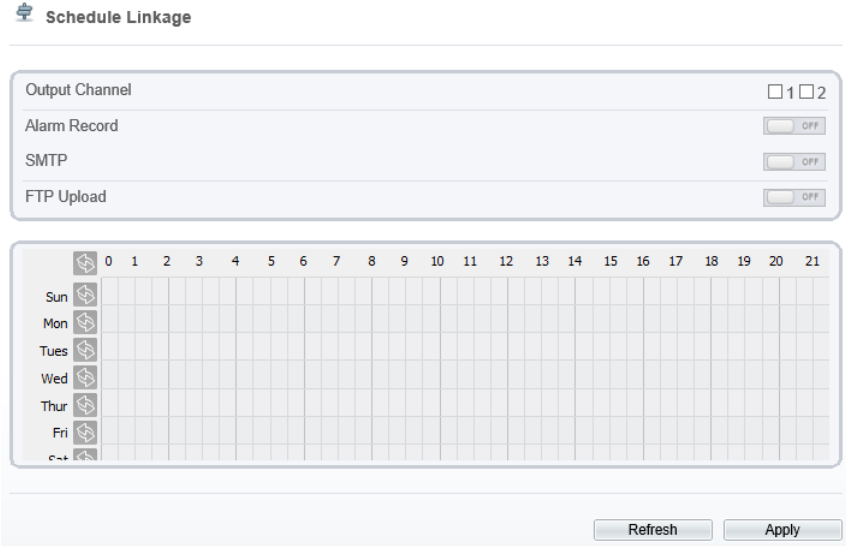 Schedule Linkage
Output Channel 1 2
Alarm Record OFF
SMTP OFF
FTP Upload OFF
0 1 2 3 4 5 6 7 8 9 10 11 12 13 14 15 16 17 18 19 20 21
Sun
Mon
Tues
Wed
Thur
Fri
Sat
Refresh Apply